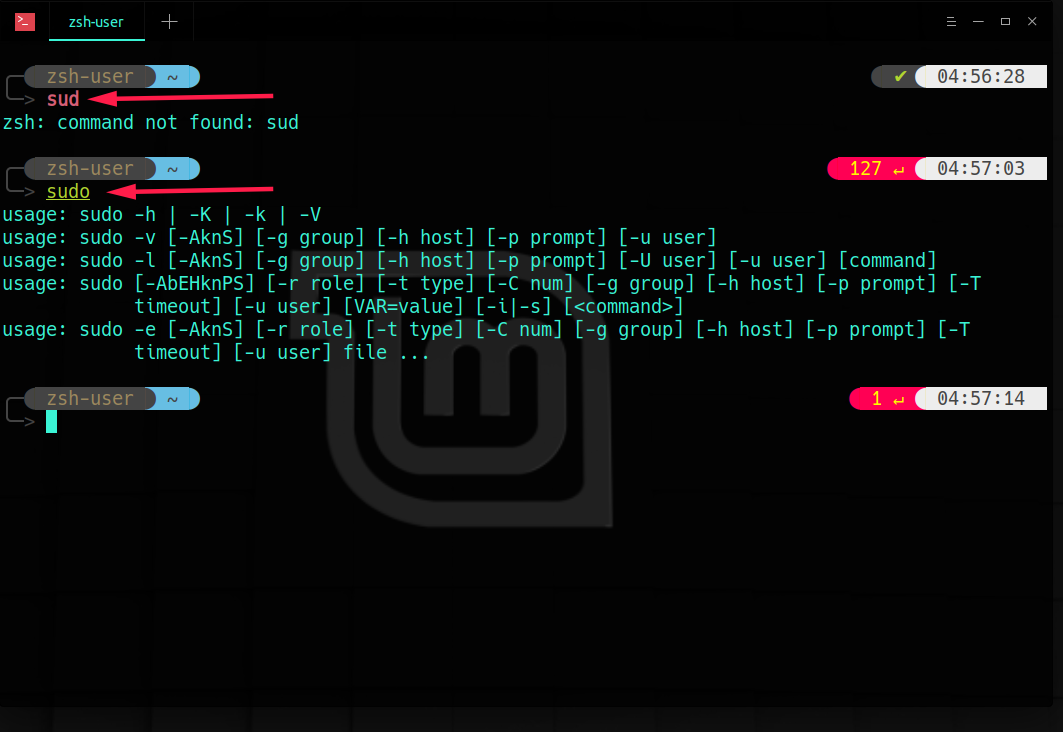 zsh-user
zsh-user ~ ✔ 04:56:28
> sud
zsh: command not found: sud
zsh-user ~ 127 ↵ 04:57:03
> sudo
usage: sudo -h | -K | -k | -V
usage: sudo -v [-AknS] [-g group] [-h host] [-p prompt] [-u user]
usage: sudo -l [-AknS] [-g group] [-h host] [-p prompt] [-U user] [-u user] [command]
usage: sudo [-AbEHknPS] [-r role] [-t type] [-C num] [-g group] [-h host] [-p prompt] [-T
timeout] [-u user] [VAR=value] [-i|-s] [<command>]
usage: sudo -e [-AknS] [-r role] [-t type] [-C num] [-g group] [-h host] [-p prompt] [-T
timeout] [-u user] file ...
zsh-user ~ 1 ↵ 04:57:14
>